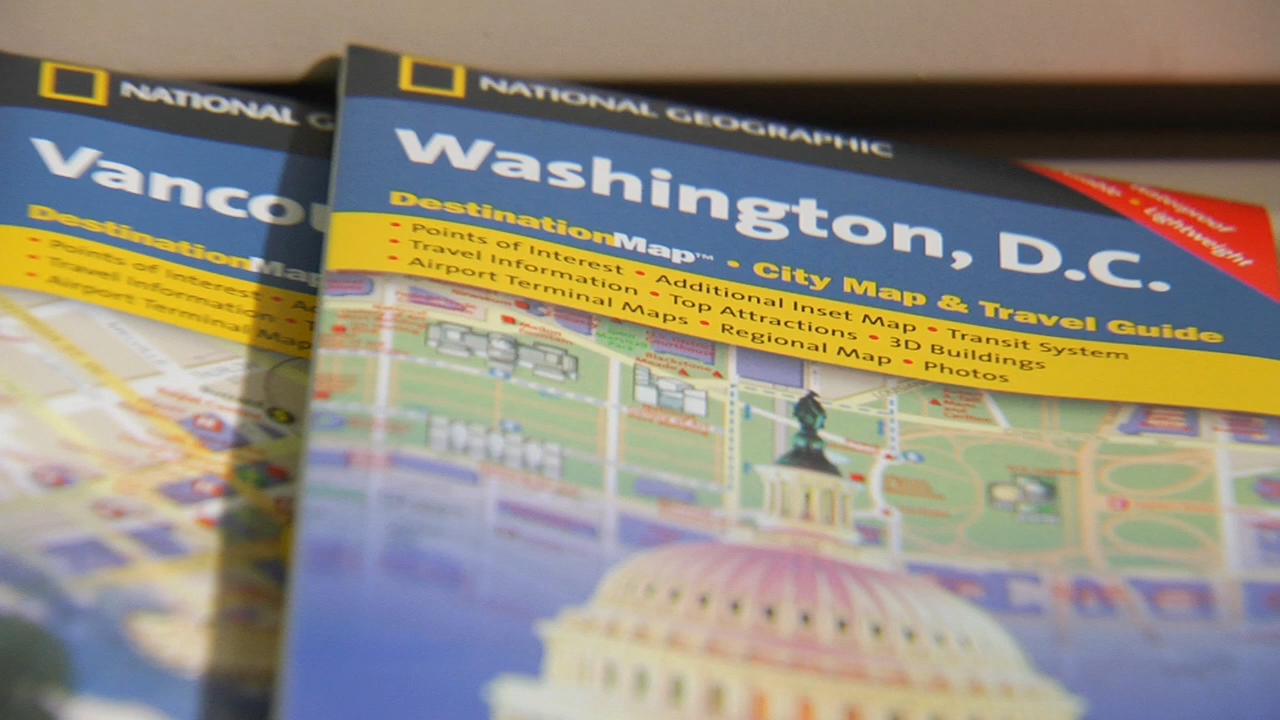 NATIONAL G
Vanco
DestinationMap
• Points of Interest •
• Travel Information •
• Airport Terminal Map
NATIONAL GEOGRAPHIC
Washington, D.C.
DestinationMap™ • City Map & Travel Guide
• Points of Interest • Additional Inset Map • Transit System
• Travel Information • Top Attractions • 3D Buildings
• Airport Terminal Maps • Regional Map • Photos
Waterproof
• Lightweight